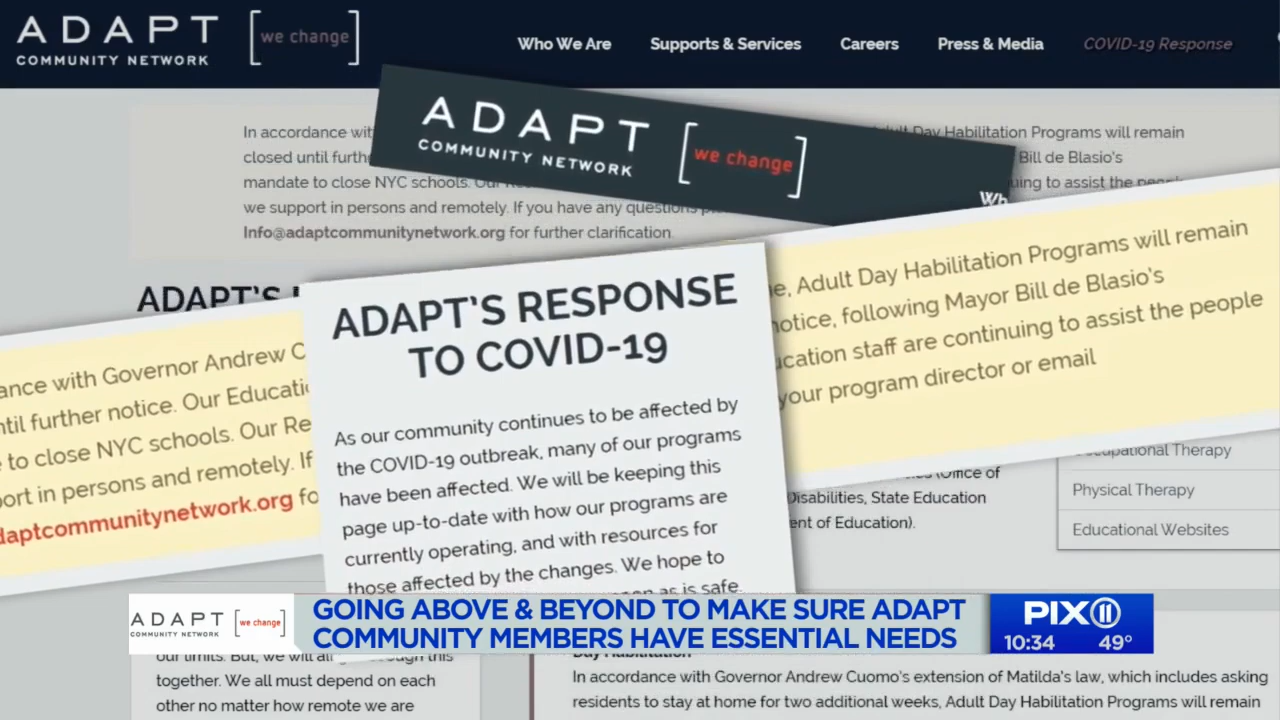 ADAPT
COMMUNITY NETWORK
[we change]
Who We Are
Supports & Services
Careers
Press & Media
COVID-19 Response
In accordance
Adult Day Habilitation Programs will remain
closed until
Bill de Blasio's
mandate to close NYC schools. Our
to assist the
we support in persons and remotely. If you have any questions
Info@adaptcommunitynetwork.org for further clarification.
ADAPT
COMMUNITY NETWORK
[we change]
ADAPT'S
ance with Governor Andrew
until further notice. Our
to close NYC schools. Our
port in persons and remotely. If
daptcommunitynetwork.org
ADAPT'S RESPONSE
TO COVID-19
As our community continues to be affected by
the COVID-19 outbreak, many of our programs
have been affected. We will be keeping this
page up-to-date with how our programs are
currently operating, and with resources for
those affected by the changes. We hope to
as is safe.
e, Adult Day Habilitation Programs will remain
notice, following Mayor Bill de Blasio's
ucation staff are continuing to assist the people
your program director or email
(Office of
Disabilities, State Education
ent of Education).
Occupational Therapy
Physical Therapy
Educational Websites
ADAPT
COMMUNITY NETWORK
[we change]
GOING ABOVE & BEYOND TO MAKE SURE ADAPT
COMMUNITY MEMBERS HAVE ESSENTIAL NEEDS
PIX11
10:34 49°
our limits. But, we will all
through this
together. We all must depend on each
other no matter how remote we are
Day Habilitation
In accordance with Governor Andrew Cuomo's extension of Matilda's law, which includes asking
residents to stay at home for two additional weeks, Adult Day Habilitation Programs will remain